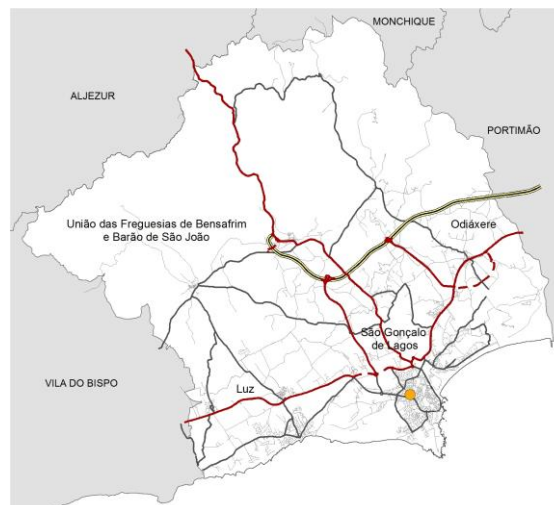 MONCHIQUE
ALJEZUR
PORTIMÃO
União das Freguesias de Bensafrim
e Barão de São João
Odiáxere
São Gonçalo
de Lagos
VILA DO BISPO
Luz